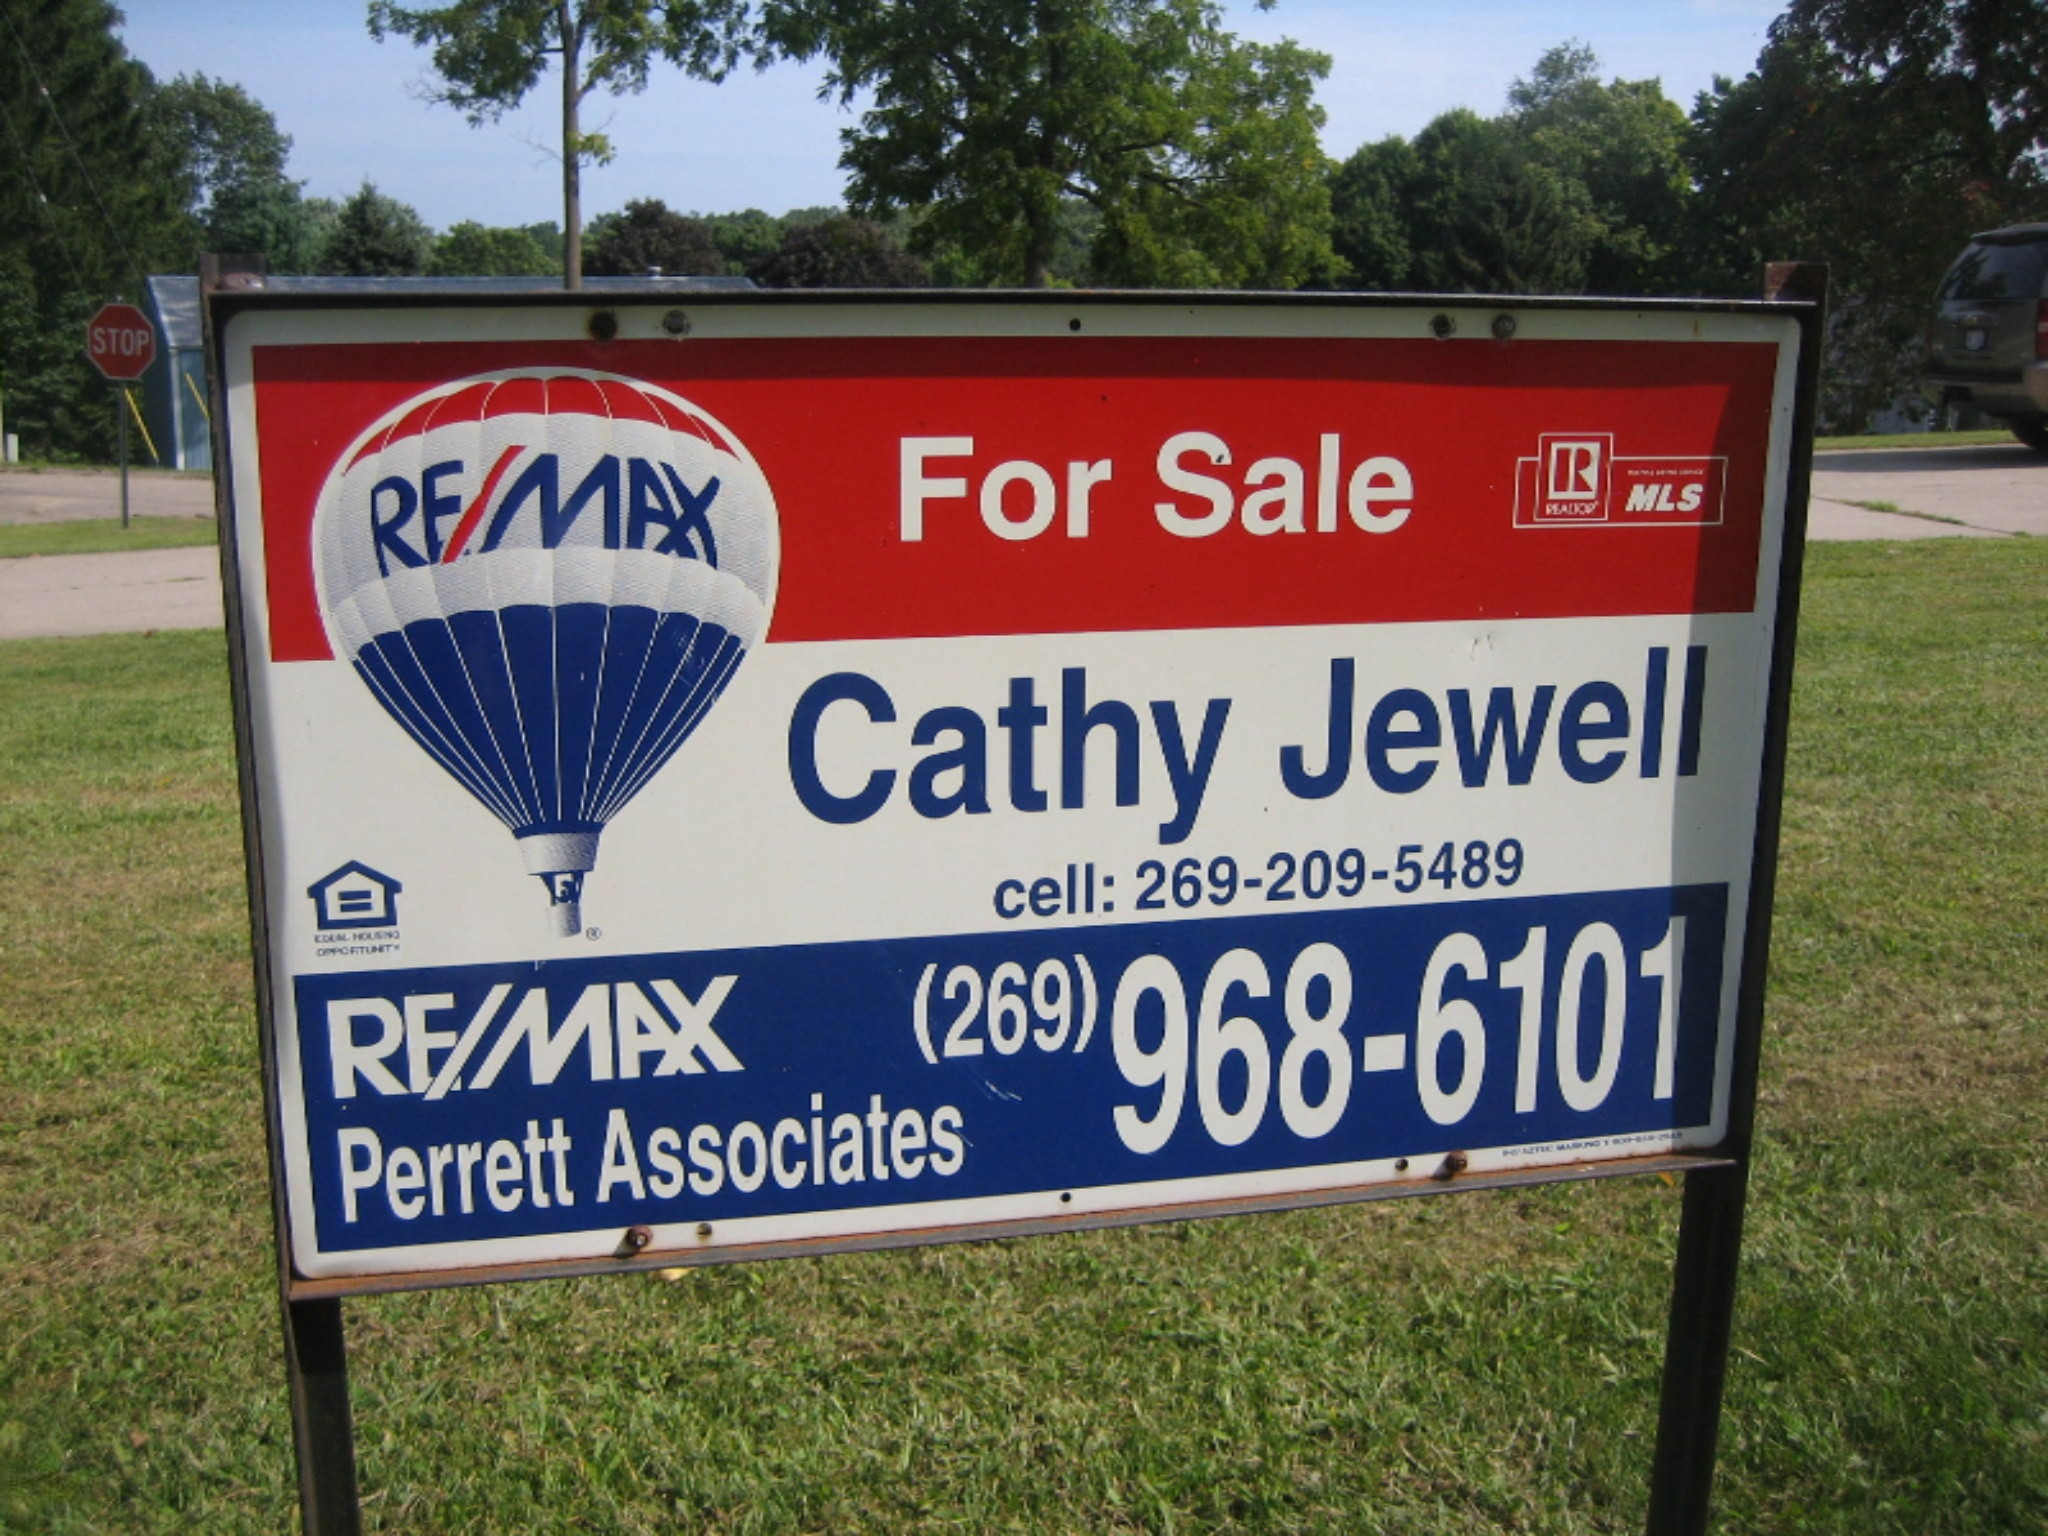 STOP
RE/MAX
For Sale
REALTOR®
MLS
Cathy Jewell
cell: 269-209-5489
EQUAL HOUSING
OPPORTUNITY
®
RE/MAX
(269) 968-6101
Perrett Associates